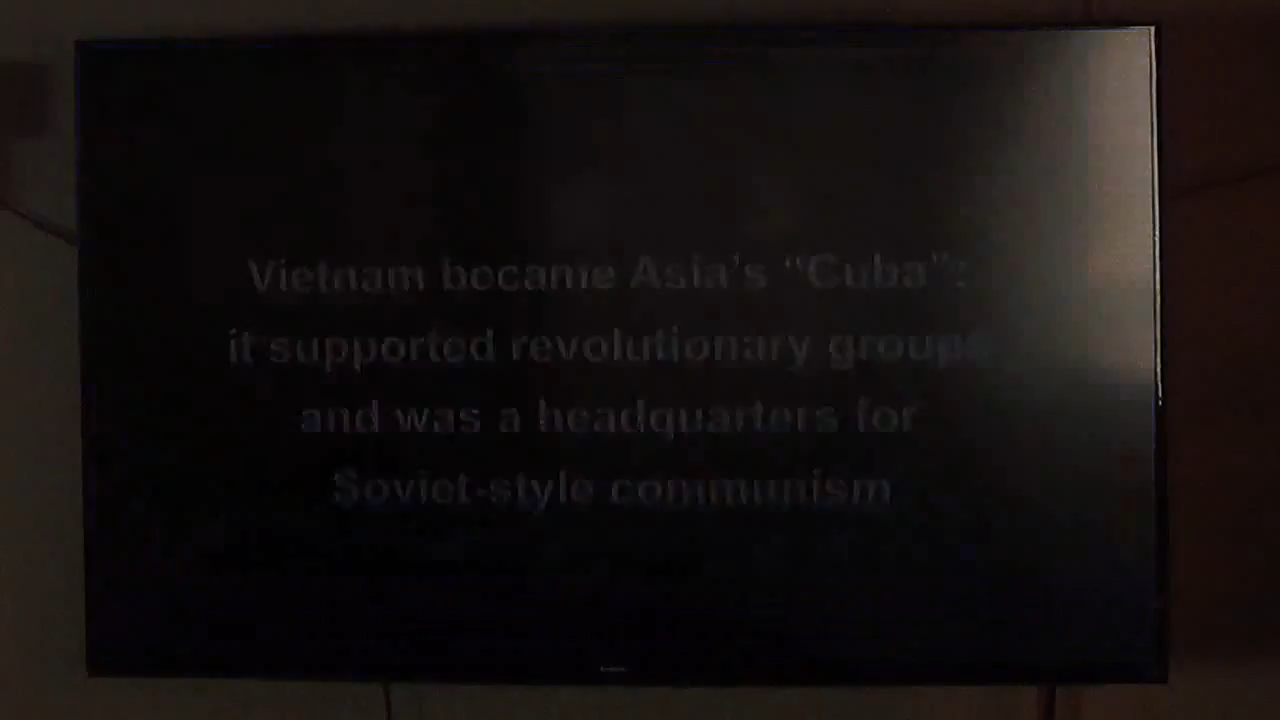 Vietnam became Asia's "Cuba":
it supported revolutionary groups
and was a headquarters for
Soviet-style communism